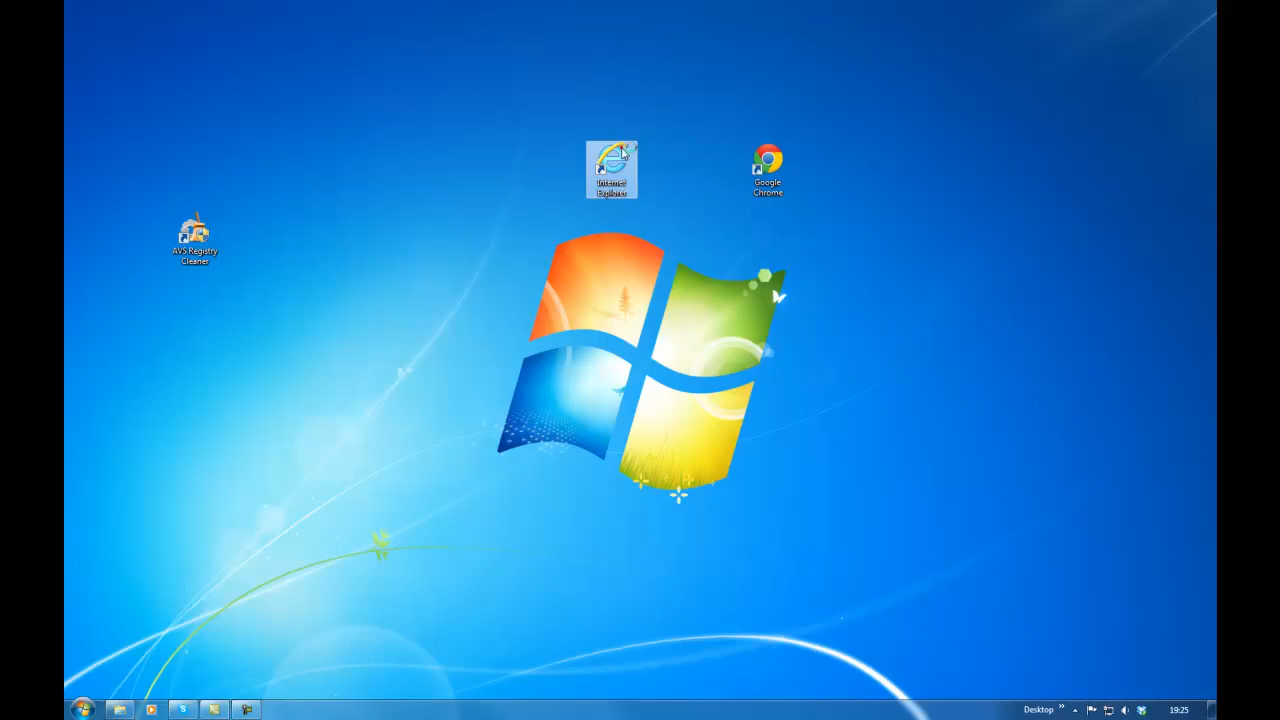 Internet
Explorer
Google
Chrome
AVS Registry
Cleaner
Desktop
19:25